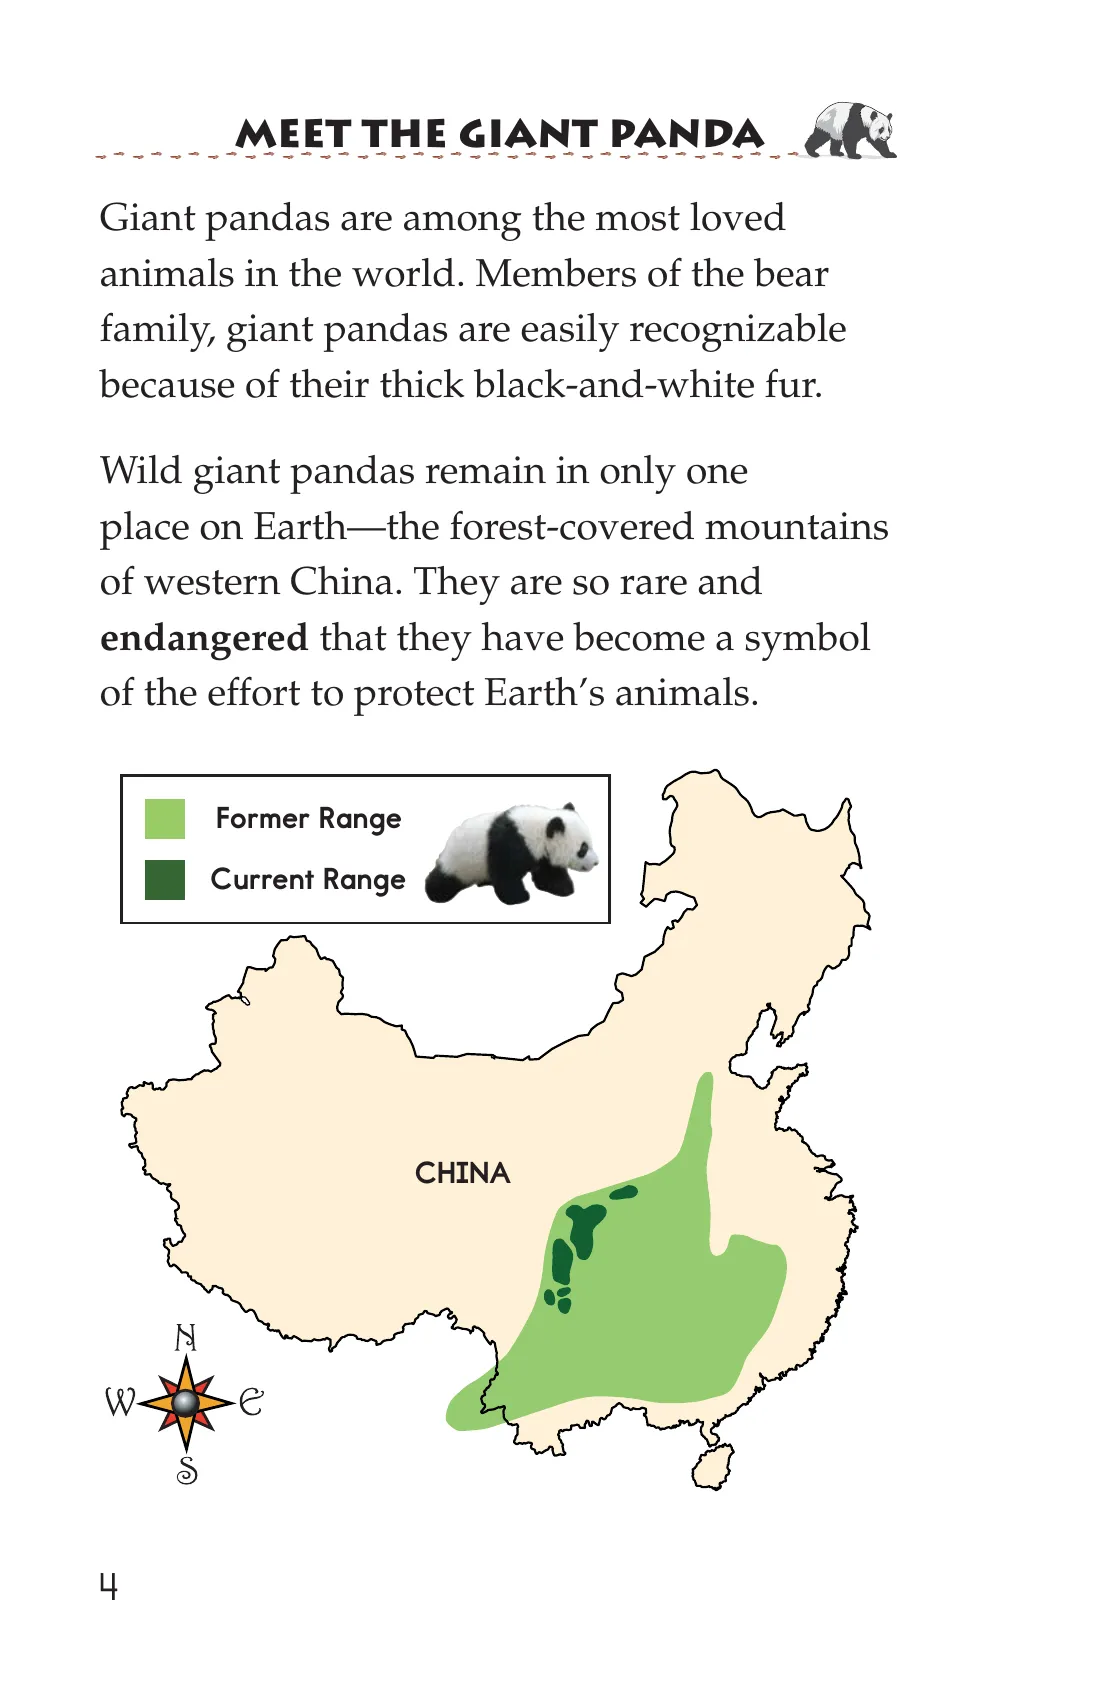 MEET THE GIANT PANDA
Giant pandas are among the most loved
animals in the world. Members of the bear
family, giant pandas are easily recognizable
because of their thick black-and-white fur.
Wild giant pandas remain in only one
place on Earth—the forest-covered mountains
of western China. They are so rare and
endangered that they have become a symbol
of the effort to protect Earth’s animals.
Former Range
Current Range
CHINA
N
W E
S
4